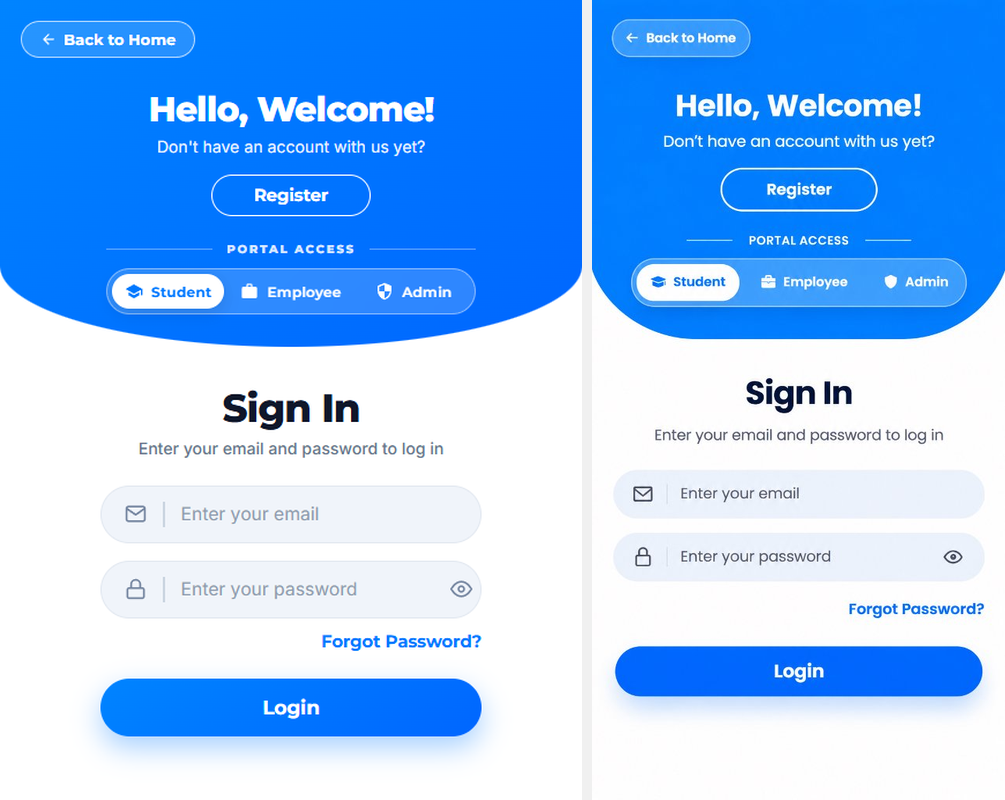 Back to Home
Hello, Welcome!
Don't have an account with us yet?
Register
PORTAL ACCESS
Student
Employee
Admin
Sign In
Enter your email and password to log in
Enter your email
Enter your password
Forgot Password?
Login
Back to Home
Hello, Welcome!
Don’t have an account with us yet?
Register
PORTAL ACCESS
Student
Employee
Admin
Sign In
Enter your email and password to log in
Enter your email
Enter your password
Forgot Password?
Login